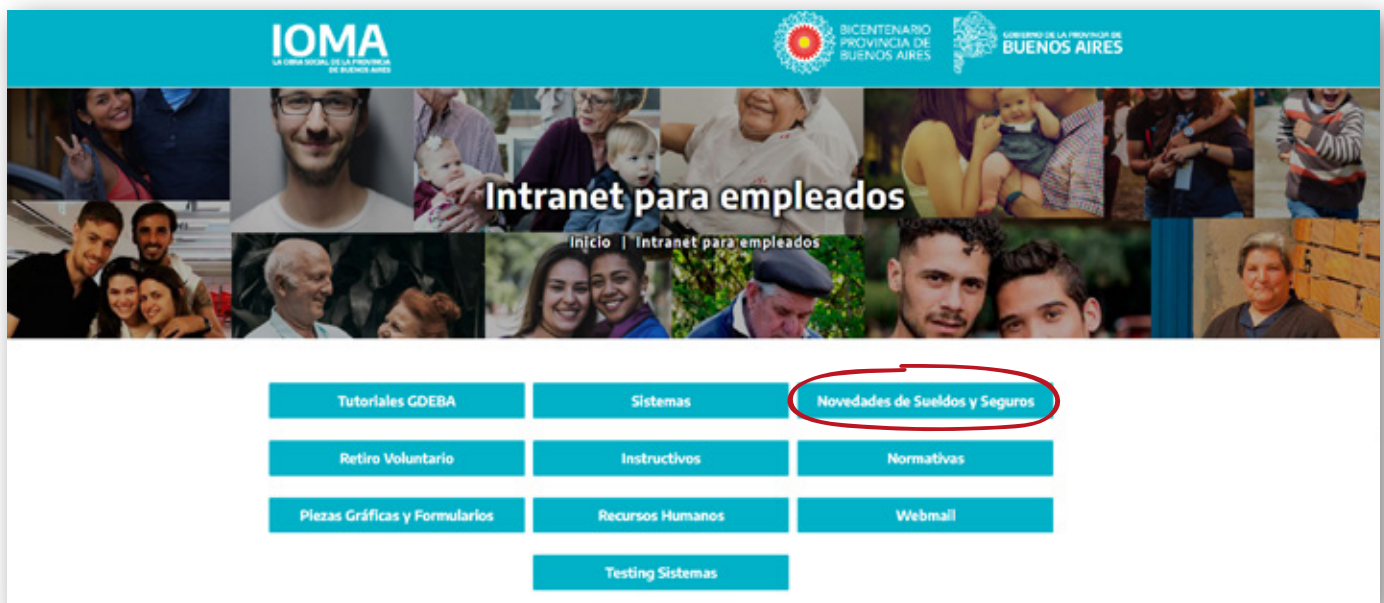 IOMA
LA OBRA SOCIAL DE LA PROVINCIA
DE BUENOS AIRES
BICENTENARIO
PROVINCIA DE
BUENOS AIRES
GOBIERNO DE LA PROVINCIA DE
BUENOS AIRES
Intranet para empleados
Inicio | Intranet para empleados
Tutoriales GDEBA
Sistemas
Novedades de Sueldos y Seguros
Retiro Voluntario
Instructivos
Normativas
Piezas Gráficas y Formularios
Recursos Humanos
Webmail
Testing Sistemas